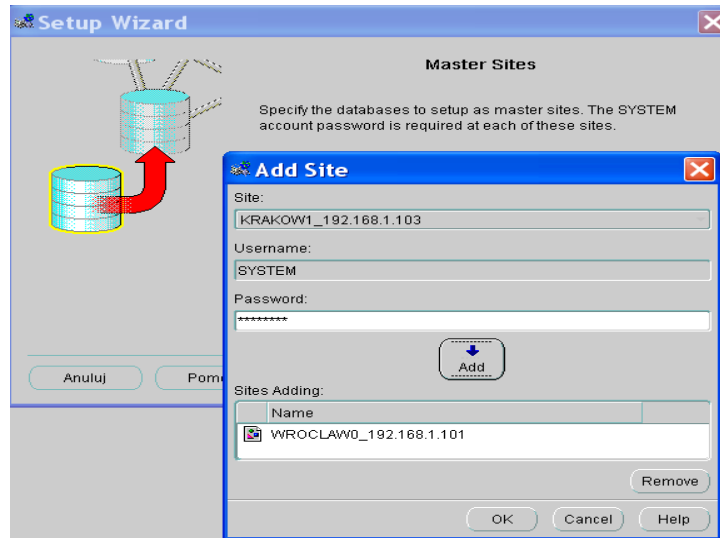 Setup Wizard
Master Sites
Specify the databases to setup as master sites. The SYSTEM
account password is required at each of these sites.
Anuluj
Add Site
Site:
KRAKOW1_192.168.1.103
Username:
SYSTEM
Password:
********
Add
Sites Adding:
Name
WROCLAW0_192.168.1.101
Remove
OK
Cancel
Help